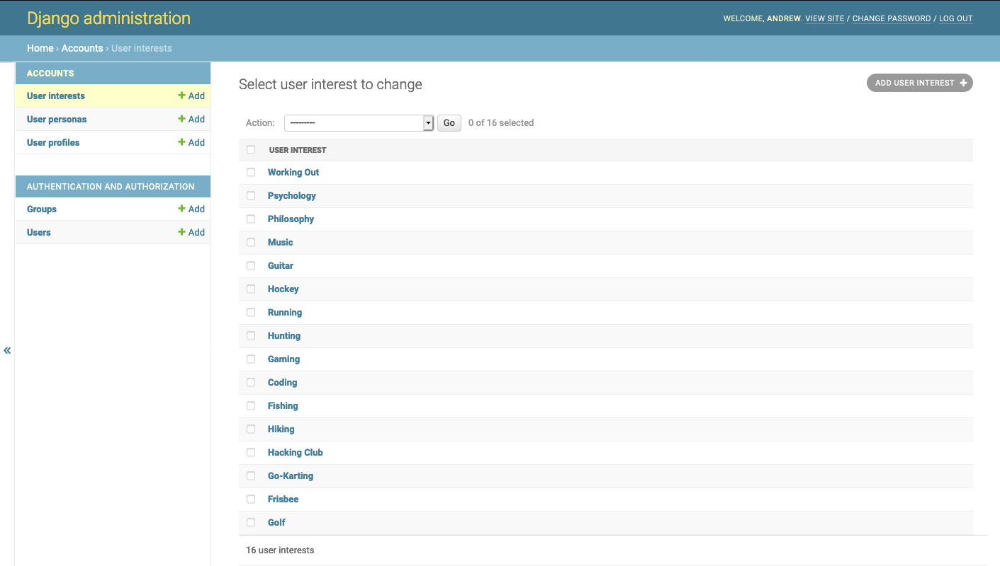 Django administration
WELCOME, ANDREW. VIEW SITE / CHANGE PASSWORD / LOG OUT
Home › Accounts › User interests
ACCOUNTS
User interests + Add
User personas + Add
User profiles + Add
AUTHENTICATION AND AUTHORIZATION
Groups + Add
Users + Add
«
Select user interest to change
ADD USER INTEREST +
Action: --------- Go 0 of 16 selected
USER INTEREST
Working Out
Psychology
Philosophy
Music
Guitar
Hockey
Running
Hunting
Gaming
Coding
Fishing
Hiking
Hacking Club
Go-Karting
Frisbee
Golf
16 user interests